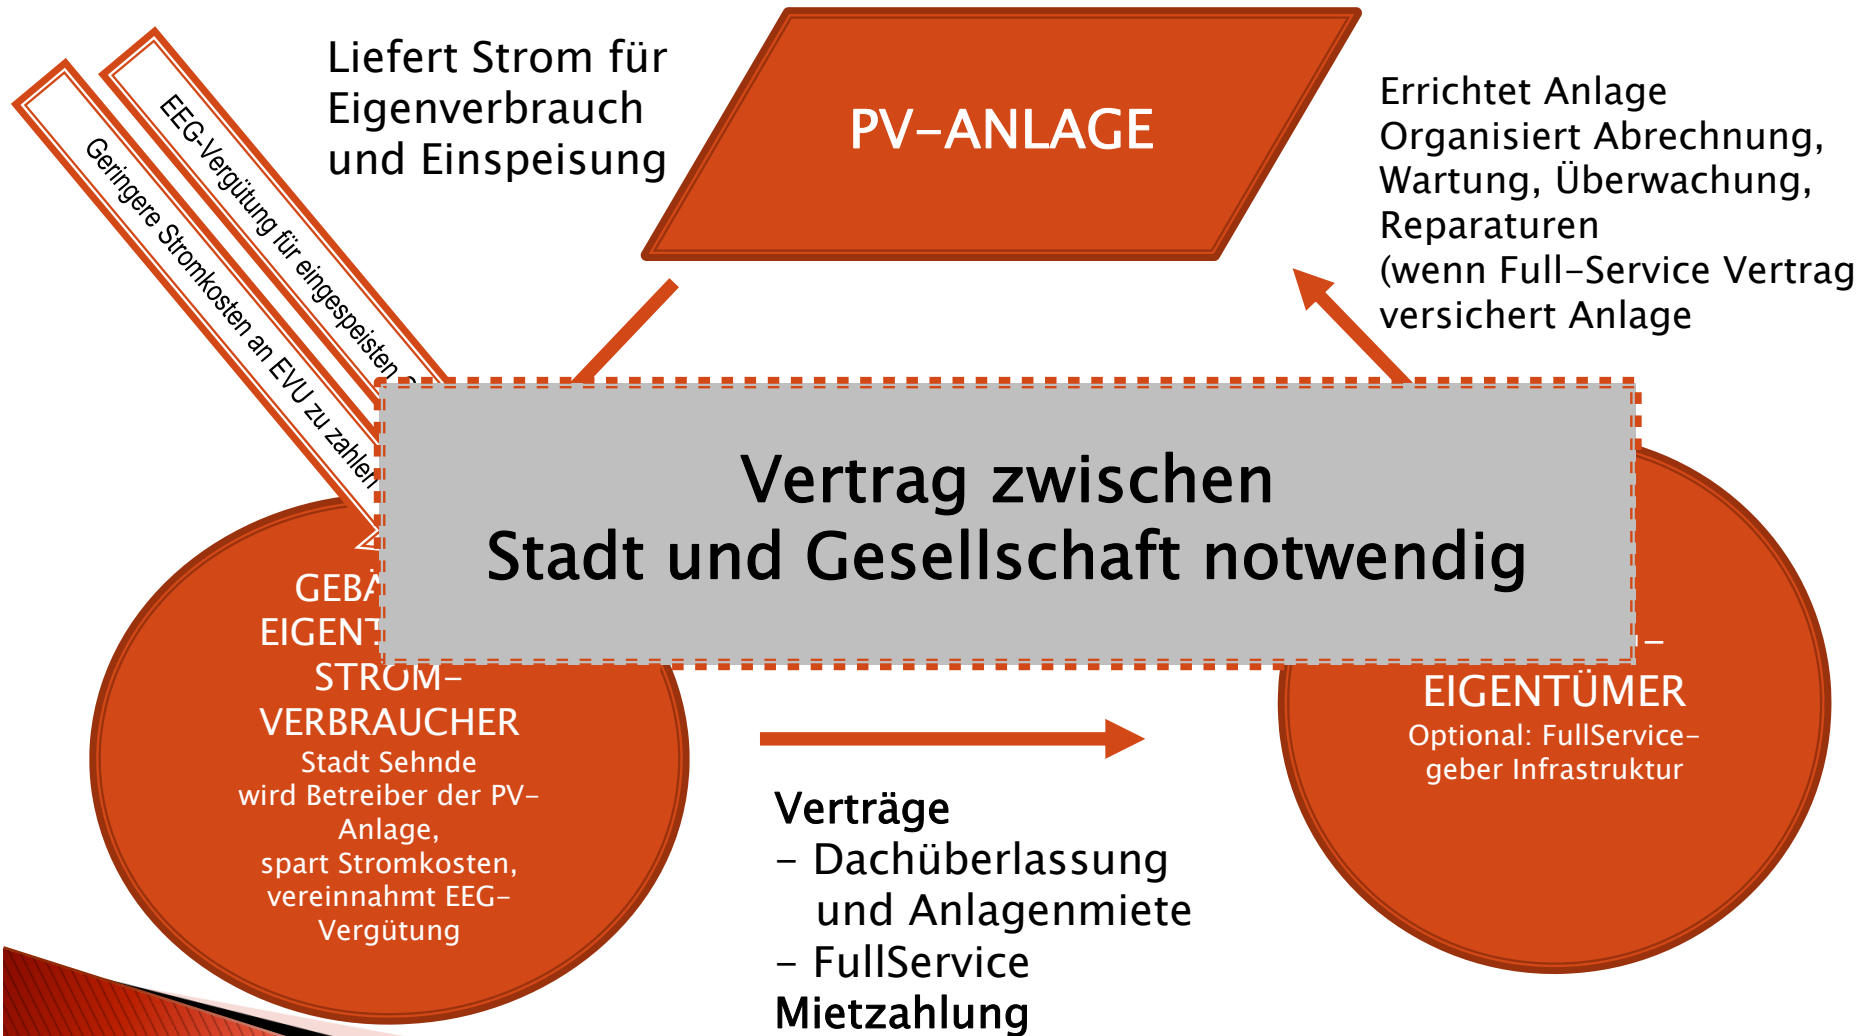 Liefert Strom für
Eigenverbrauch
und Einspeisung
PV-ANLAGE
Errichtet Anlage
Organisiert Abrechnung,
Wartung, Überwachung,
Reparaturen
(wenn Full-Service Vertrag
versichert Anlage
EEG-Vergütung für eingespeisten
Geringere Stromkosten an EVU zu zahlen
Vertrag zwischen
Stadt und Gesellschaft notwendig
STROM-
VERBRAUCHER
Stadt Sehnde
wird Betreiber der PV-
Anlage,
spart Stromkosten,
vereinnahmt EEG-
Vergütung
EIGENTÜMER
Optional: FullService-
geber Infrastruktur
Verträge
- Dachüberlassung
und Anlagenmiete
- FullService
Mietzahlung